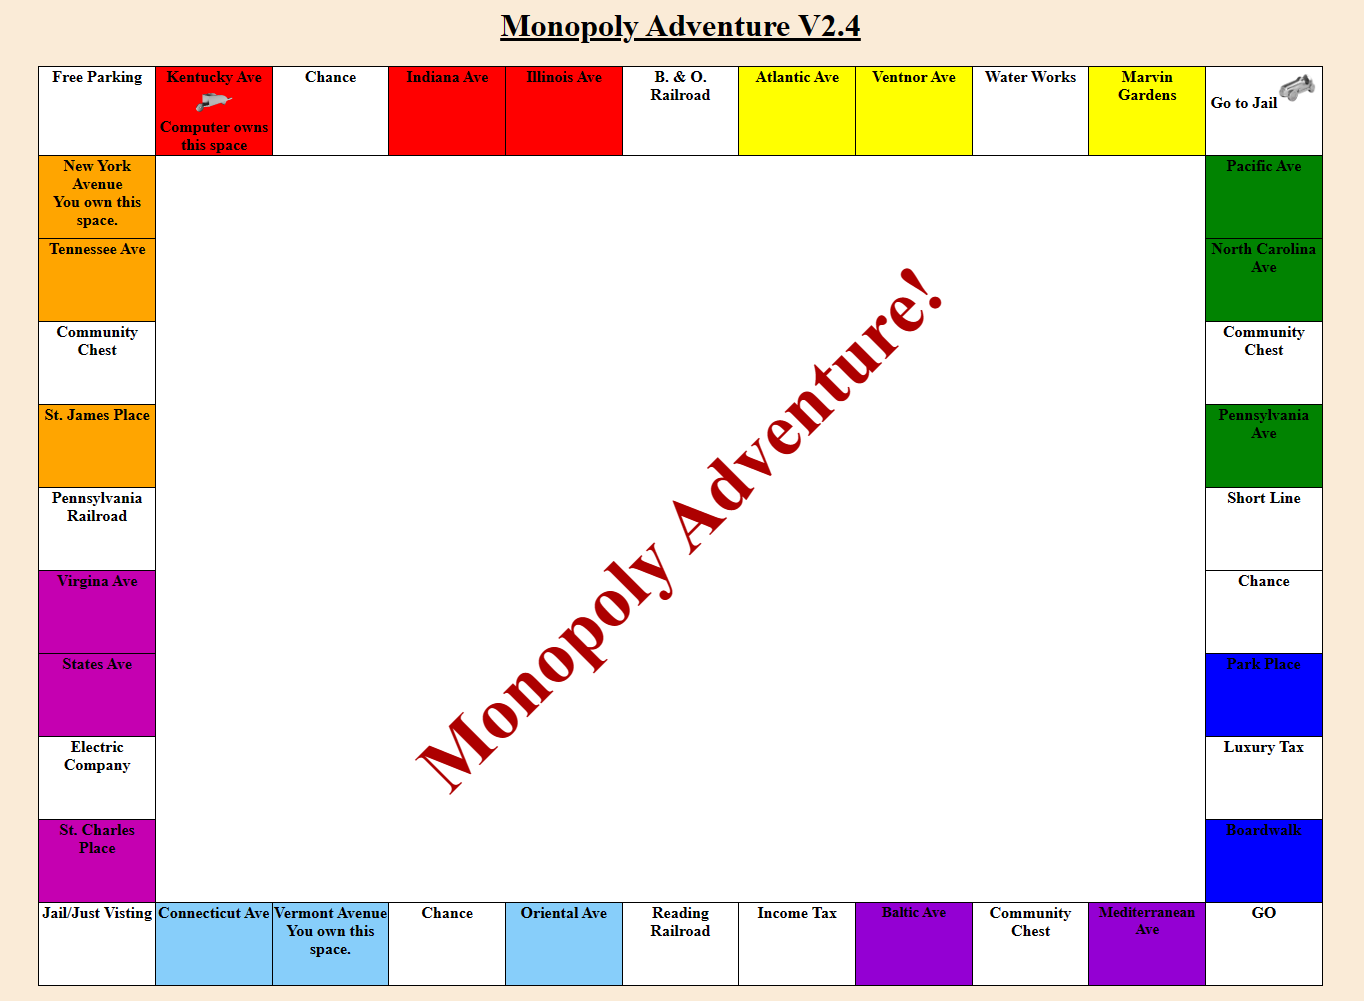 Monopoly Adventure V2.4
Free Parking
Kentucky Ave
Computer owns
this space
Chance
Indiana Ave
Illinois Ave
B. & O.
Railroad
Atlantic Ave
Ventnor Ave
Water Works
Marvin
Gardens
Go to Jail
New York
Avenue
You own this
space.
Pacific Ave
Tennessee Ave
North Carolina
Ave
Community
Chest
Community
Chest
St. James Place
Pennsylvania
Ave
Pennsylvania
Railroad
Short Line
Virgina Ave
Chance
States Ave
Park Place
Electric
Company
Luxury Tax
St. Charles
Place
Boardwalk
Monopoly Adventure!
Jail/Just Visting
Connecticut Ave
Vermont Avenue
You own this
space.
Chance
Oriental Ave
Reading
Railroad
Income Tax
Baltic Ave
Community
Chest
Mediterranean
Ave
GO